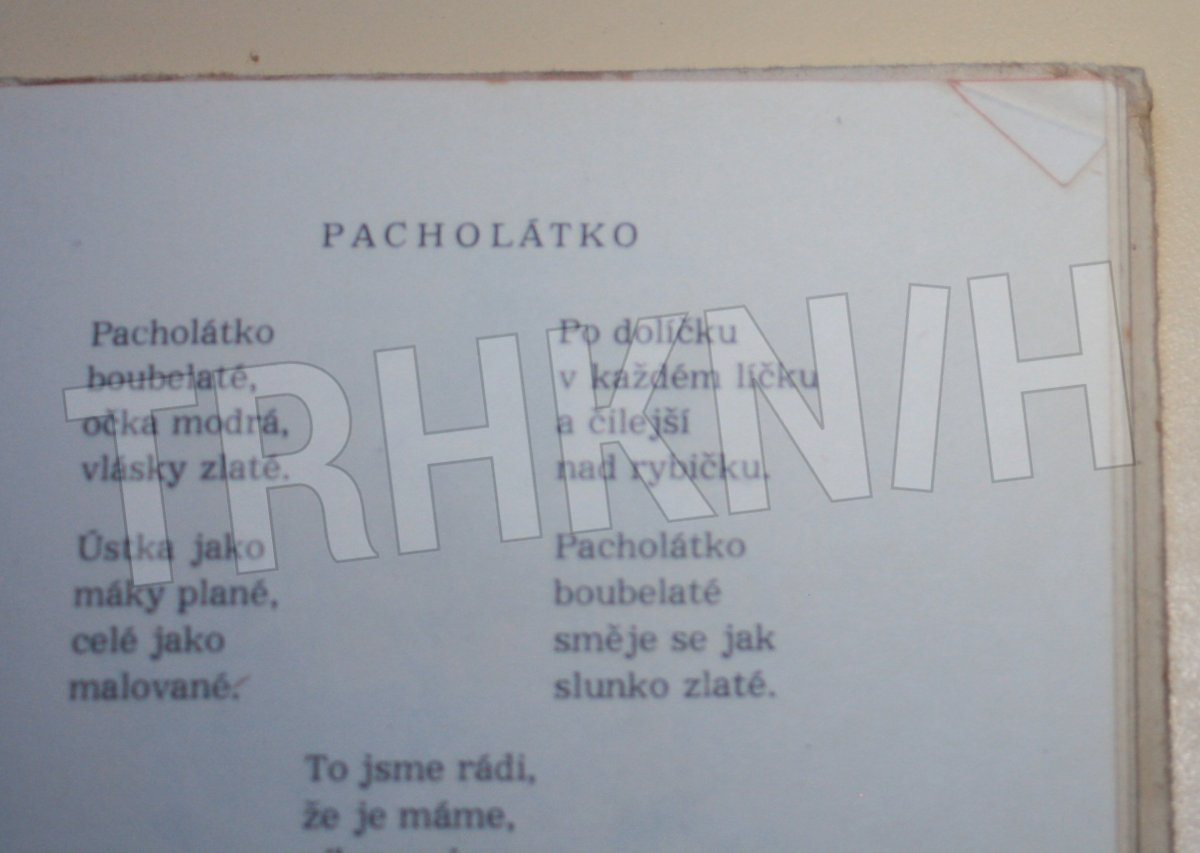 PACHOLÁTKO
Pacholátko
boubelaté,
očka modrá,
vlásky zlaté.
Ústka jako
máky plané,
celé jako
malované.
Po dolíčku
v každém líčku
a čilejší
nad rybičku.
Pacholátko
boubelaté
směje se jak
slunko zlaté.
To jsme rádi,
že je máme,
TRHKNIH